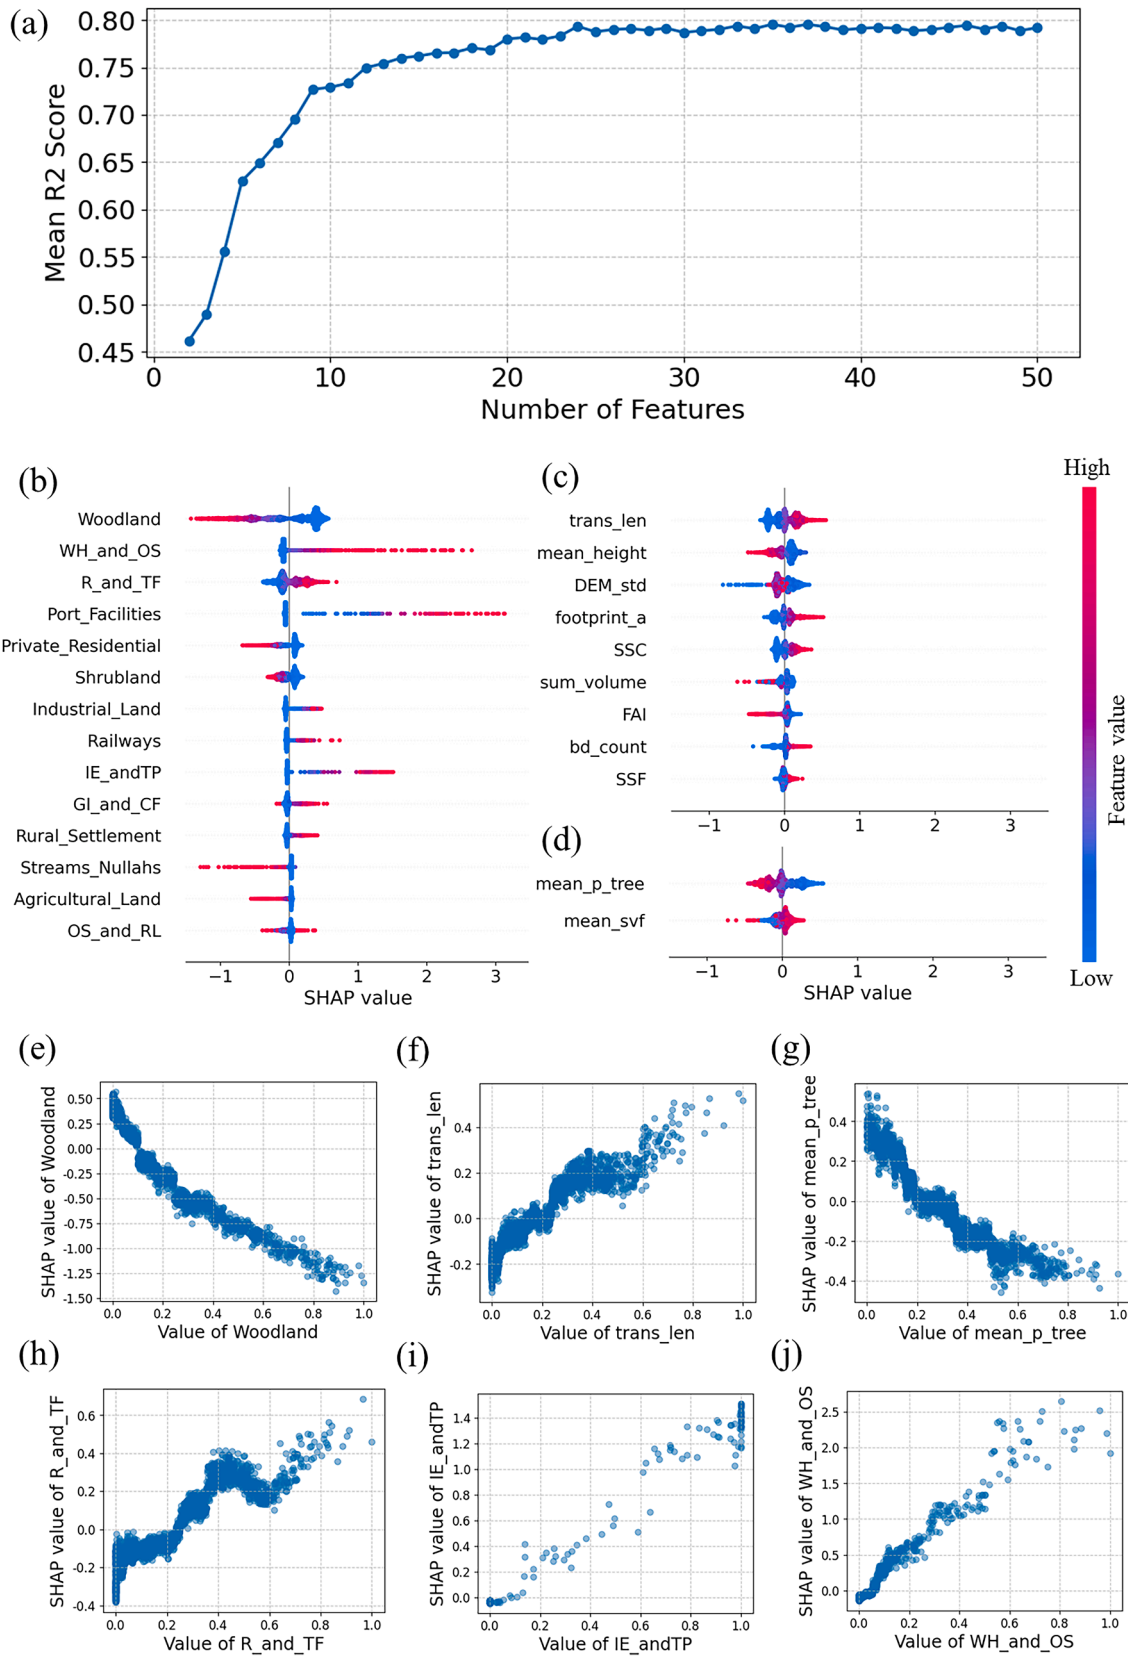 (a)
Mean R2 Score
0.80
0.75
0.70
0.65
0.60
0.55
0.50
0.45
0 10 20 30 40 50
Number of Features
(b)
Woodland
WH_and_OS
R_and_TF
Port_Facilities
Private_Residential
Shrubland
Industrial_Land
Railways
IE_andTP
GI_and_CF
Rural_Settlement
Streams_Nullahs
Agricultural_Land
OS_and_RL
−1 0 1 2 3
SHAP value
(c)
trans_len
mean_height
DEM_std
footprint_a
SSC
sum_volume
FAI
bd_count
SSF
−1 0 1 2 3
(d)
mean_p_tree
mean_svf
−1 0 1 2 3
SHAP value
High
Feature value
Low
(e)
SHAP value of Woodland
0.50
0.25
0.00
-0.25
-0.50
-0.75
-1.00
-1.25
-1.50
0.0 0.2 0.4 0.6 0.8 1.0
Value of Woodland
(f)
SHAP value of trans_len
0.4
0.2
0.0
-0.2
0.0 0.2 0.4 0.6 0.8 1.0
Value of trans_len
(g)
SHAP value of mean_p_tree
0.4
0.2
0.0
-0.2
-0.4
0.0 0.2 0.4 0.6 0.8 1.0
Value of mean_p_tree
(h)
SHAP value of R_and_TF
0.6
0.4
0.2
0.0
-0.2
-0.4
0.0 0.2 0.4 0.6 0.8 1.0
Value of R_and_TF
(i)
SHAP value of IE_andTP
1.4
1.2
1.0
0.8
0.6
0.4
0.2
0.0
0.0 0.2 0.4 0.6 0.8 1.0
Value of IE_andTP
(j)
SHAP value of WH_and_OS
2.5
2.0
1.5
1.0
0.5
0.0
0.0 0.2 0.4 0.6 0.8 1.0
Value of WH_and_OS